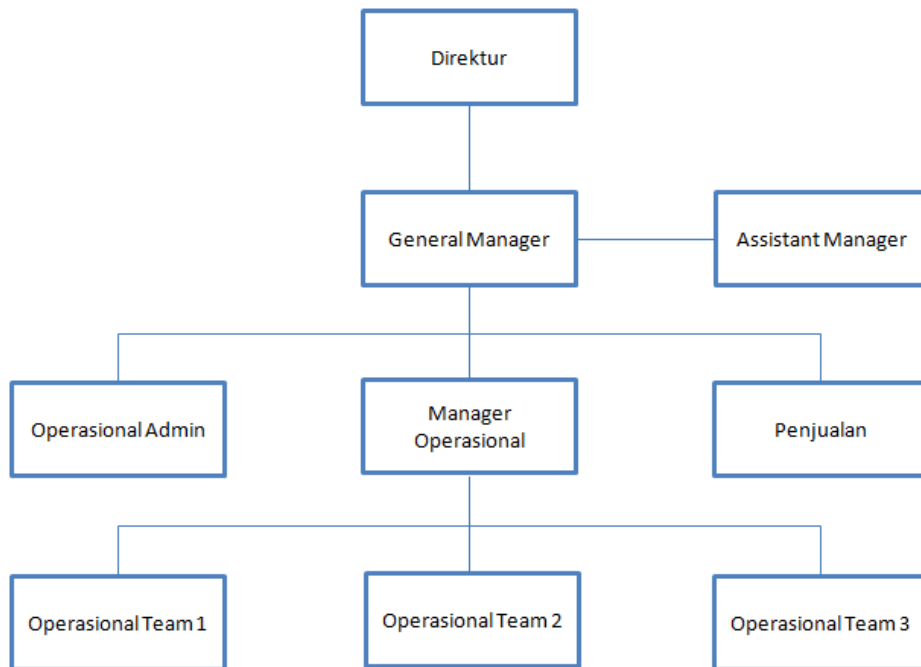 Direktur
General Manager
Assistant Manager
Operasional Admin
Manager
Operasional
Penjualan
Operasional Team 1
Operasional Team 2
Operasional Team 3